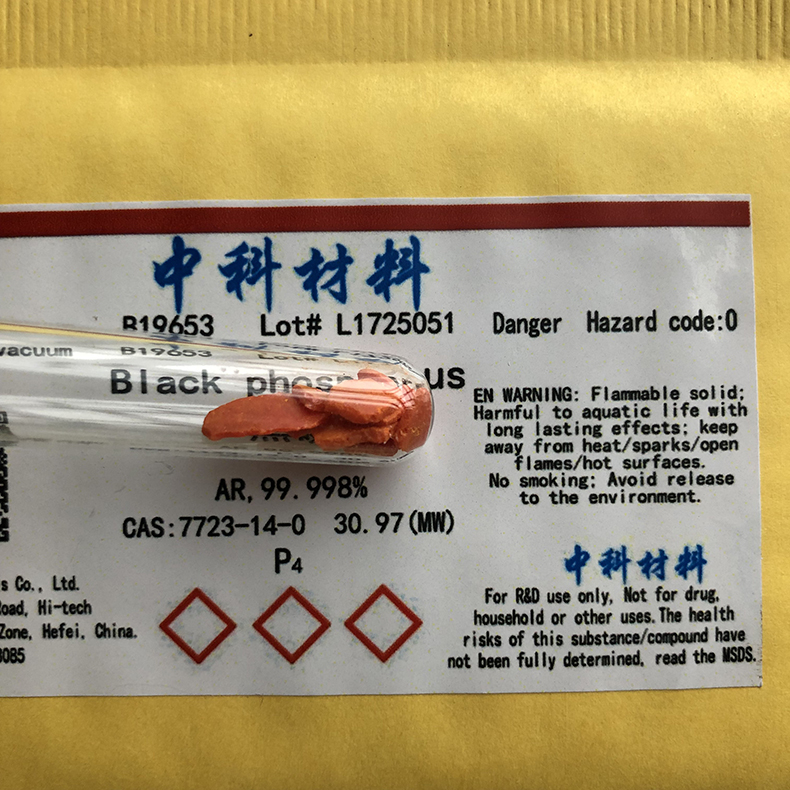 中科材料
B19653 Lot# L1725051 Danger Hazard code:0
vacuum
Black
EN WARNING: Flammable solid;
Harmful to aquatic life with
long lasting effects; keep
away from heat/sparks/open
flames/hot surfaces.
No smoking; Avoid release
to the environment.
AR,99.998%
CAS:7723-14-0 30.97(MW)
P4
中科材料
For R&D use only, Not for drug,
household or other uses.The health
risks of this substance/compound have
not been fully determined, read the MSDS.
s Co., Ltd.
Road, Hi-tech
Zone, Hefei, China.
3085